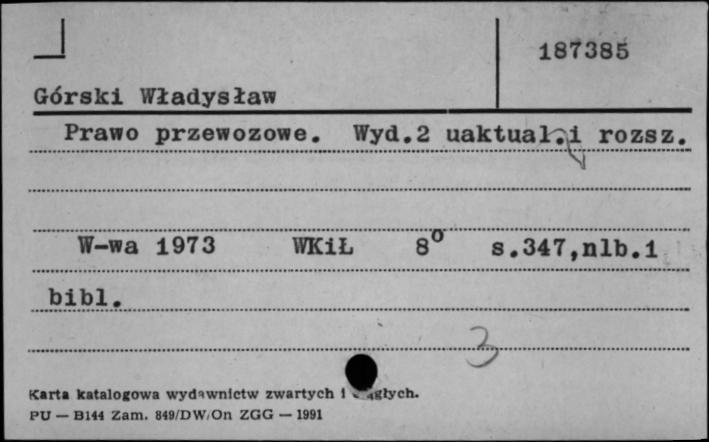 187385
Górski Władysław
Prawo przewozowe. Wyd.2 uaktual.i rozsz.
W-wa 1973 WKiŁ 8° s.347,nlb.1
bibl.
3
Karta katalogowa wydawnictw zwartych i
PU — B144 Zam. 849/DW/On ZGG — 1991